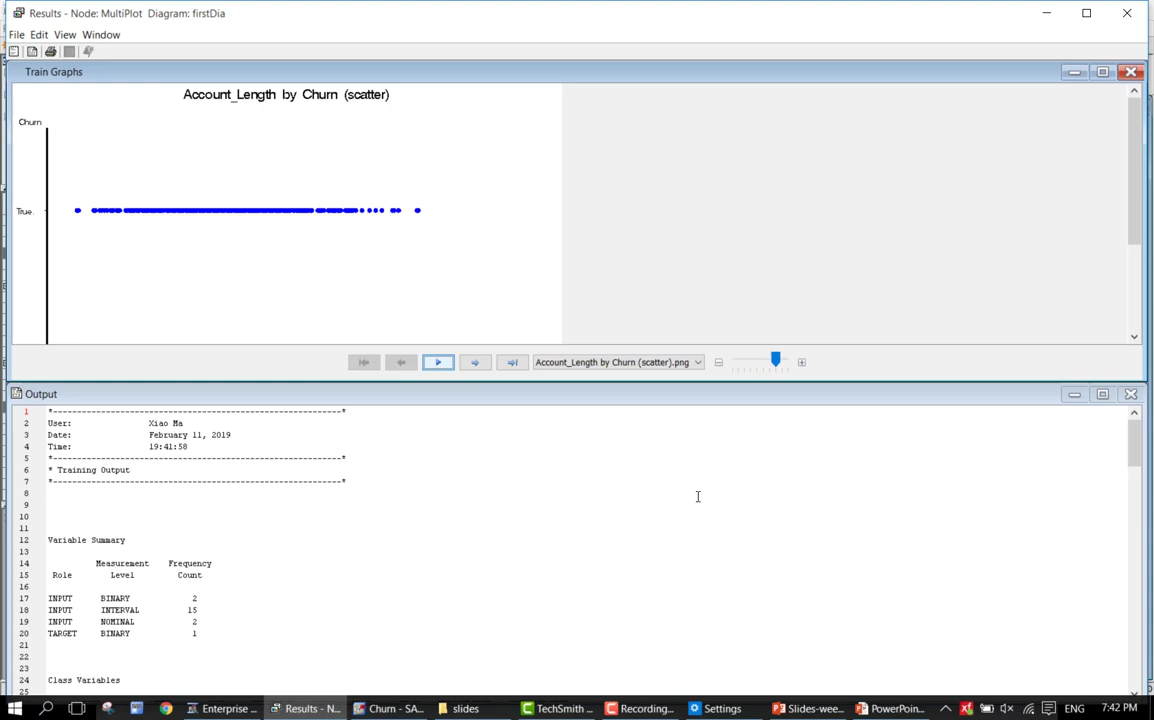 Results - Node: MultiPlot Diagram: firstDia
File Edit View Window
Train Graphs
Account_Length by Churn (scatter)
Churn
True.
Account_Length by Churn (scatter).png
Output
1 *------------------------------------------------------------*
2 User: Xiao Ma
3 Date: February 11, 2019
4 Time: 19:41:58
5 *------------------------------------------------------------*
6 * Training Output
7 *------------------------------------------------------------*
8
9
10
11
12 Variable Summary
13
14 Measurement Frequency
15 Role Level Count
16
17 INPUT BINARY 2
18 INPUT INTERVAL 15
19 INPUT NOMINAL 2
20 TARGET BINARY 1
21
22
23
24 Class Variables
25
Enterprise ... Results - N... Churn - SA... slides TechSmith ... Recording... Settings Slides-wee... PowerPoin... ENG 7:42 PM